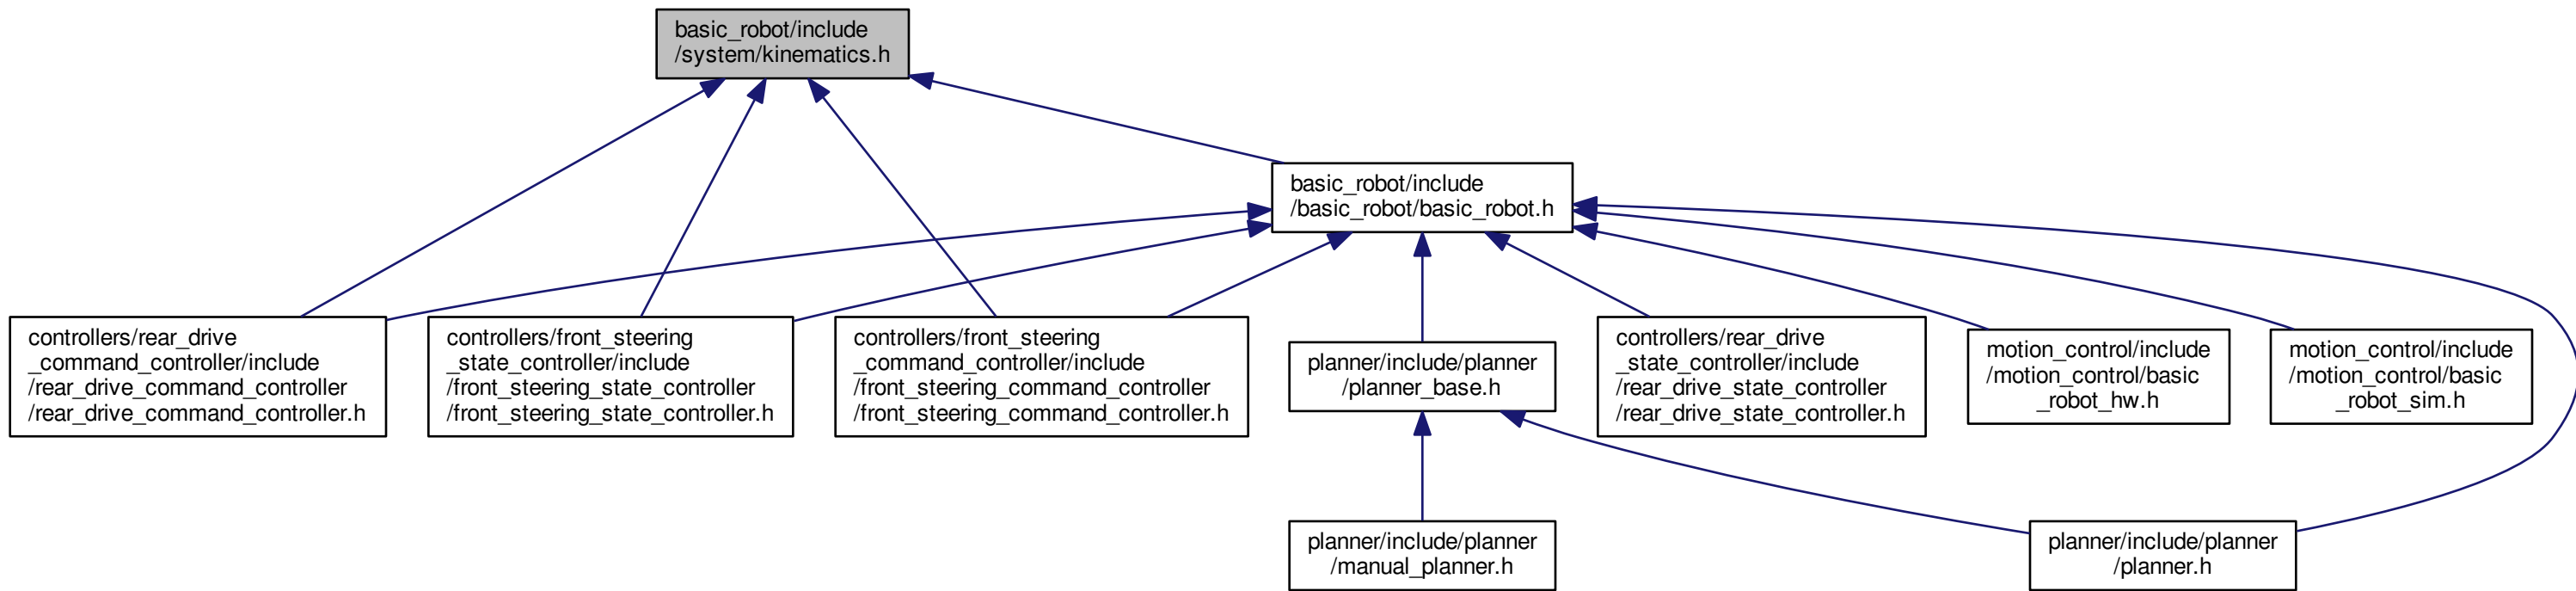 basic_robot/include
/system/kinematics.h
basic_robot/include
/basic_robot/basic_robot.h
controllers/rear_drive
_command_controller/include
/rear_drive_command_controller
/rear_drive_command_controller.h
controllers/front_steering
_state_controller/include
/front_steering_state_controller
/front_steering_state_controller.h
controllers/front_steering
_command_controller/include
/front_steering_command_controller
/front_steering_command_controller.h
planner/include/planner
/planner_base.h
controllers/rear_drive
_state_controller/include
/rear_drive_state_controller
/rear_drive_state_controller.h
motion_control/include
/motion_control/basic
_robot_hw.h
motion_control/include
/motion_control/basic
_robot_sim.h
planner/include/planner
/manual_planner.h
planner/include/planner
/planner.h